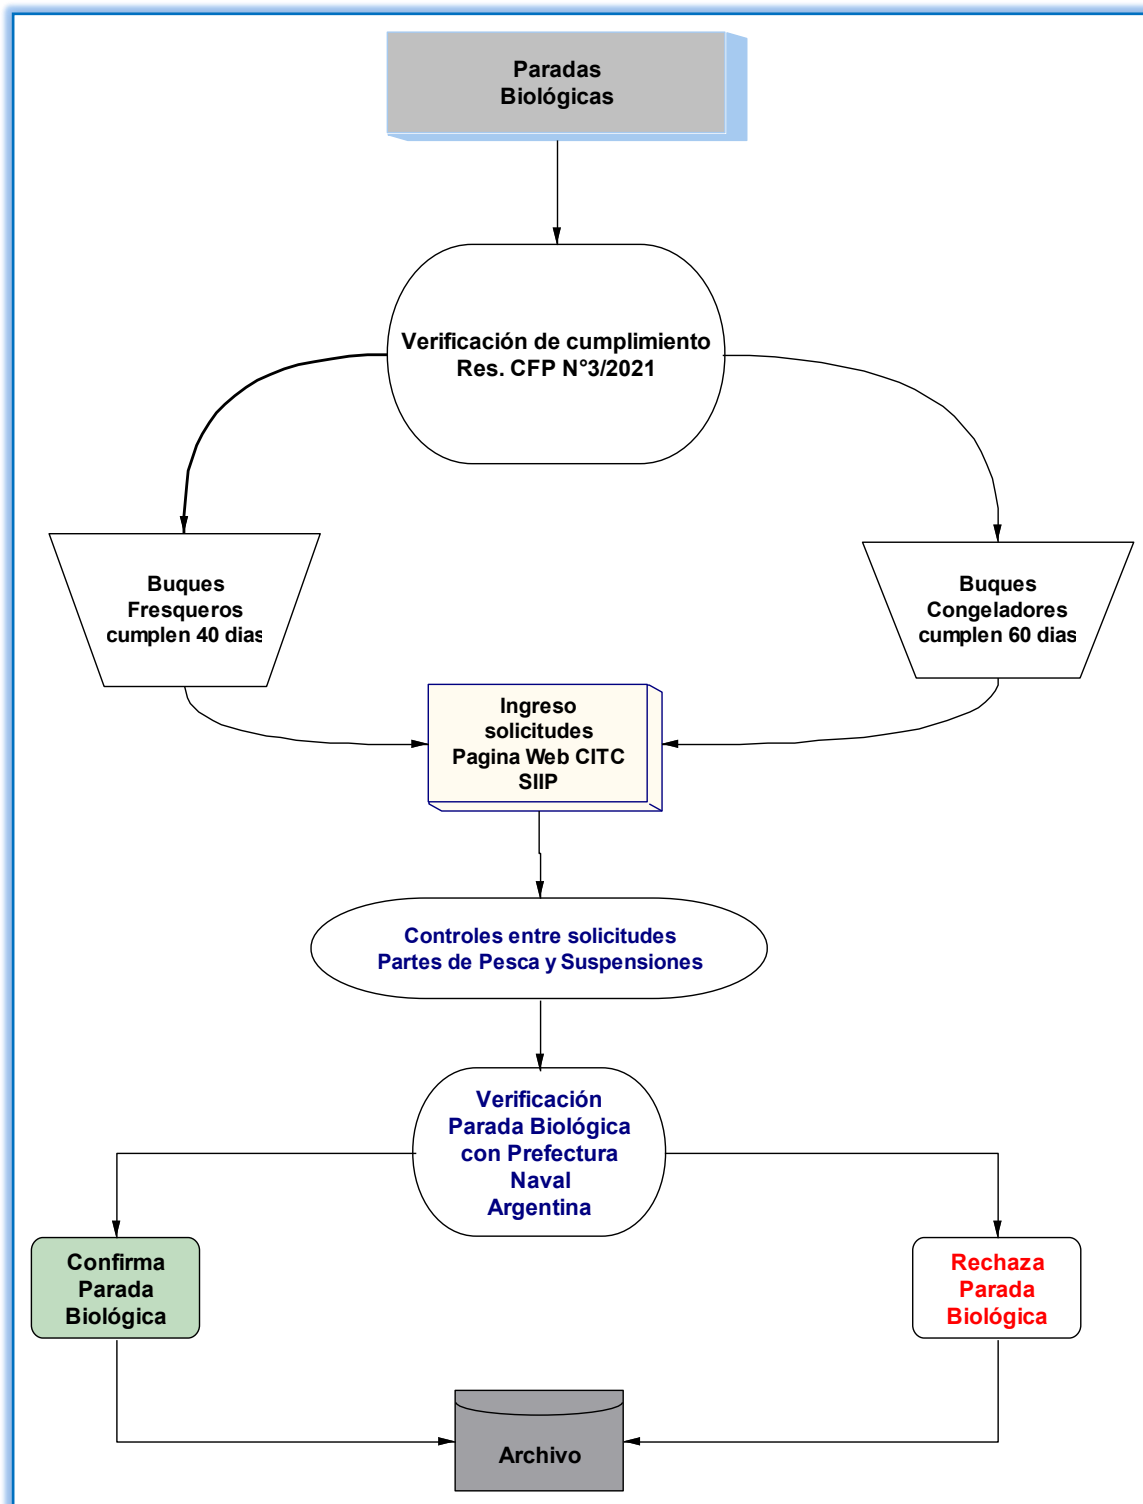 Paradas
Biológicas
Verificación de cumplimiento
Res. CFP N°3/2021
Buques
Fresqueros
cumplen 40 dias
Buques
Congeladores
cumplen 60 dias
Ingreso
solicitudes
Pagina Web CITC
SIIP
Controles entre solicitudes
Partes de Pesca y Suspensiones
Verificación
Parada Biológica
con Prefectura
Naval
Argentina
Confirma
Parada
Biológica
Rechaza
Parada
Biológica
Archivo